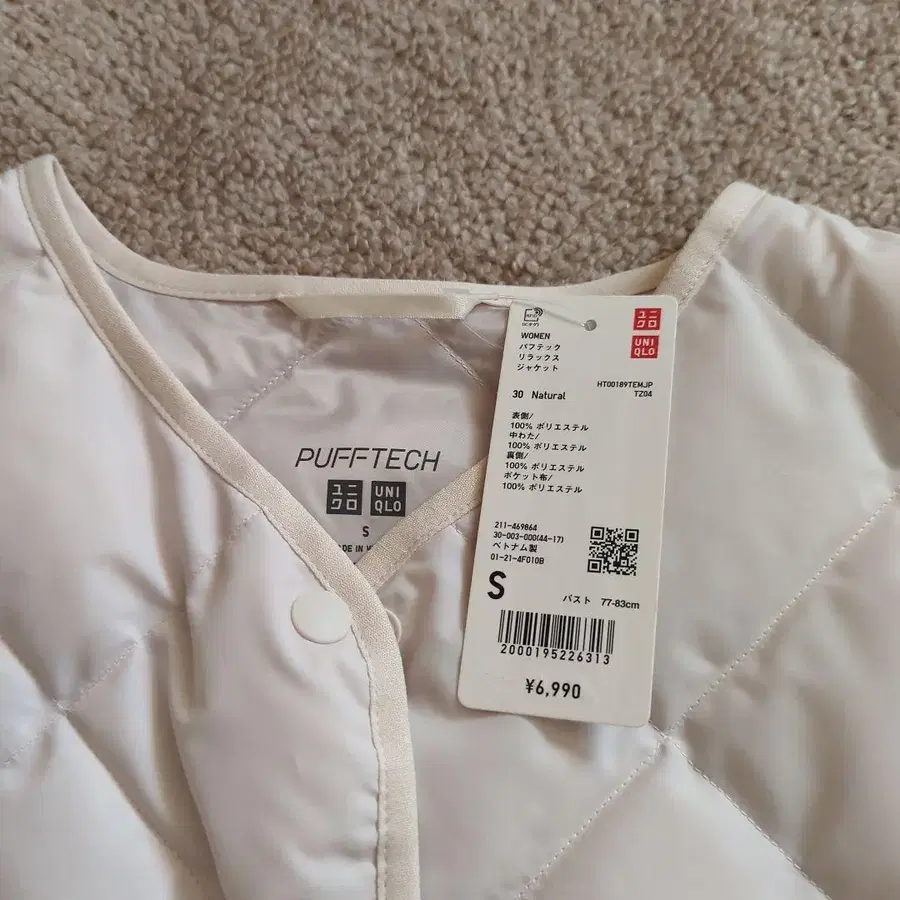 WOMEN
パフテック
リラックス
ジャケット
ユニ
クロ
UNI
QLO
HT00189TEMJP
TZ04
30 Natural
表側/
100% ポリエステル
中わた/
100% ポリエステル
裏側/
100% ポリエステル
ポケット布/
100% ポリエステル
211-469864
30-003-000(44-17)
ベトナム製
01-21-4F010B
S
バスト 77-83cm
2000195226313
¥6,990
PUFFTECH
ユニ UNI
クロ QLO
S